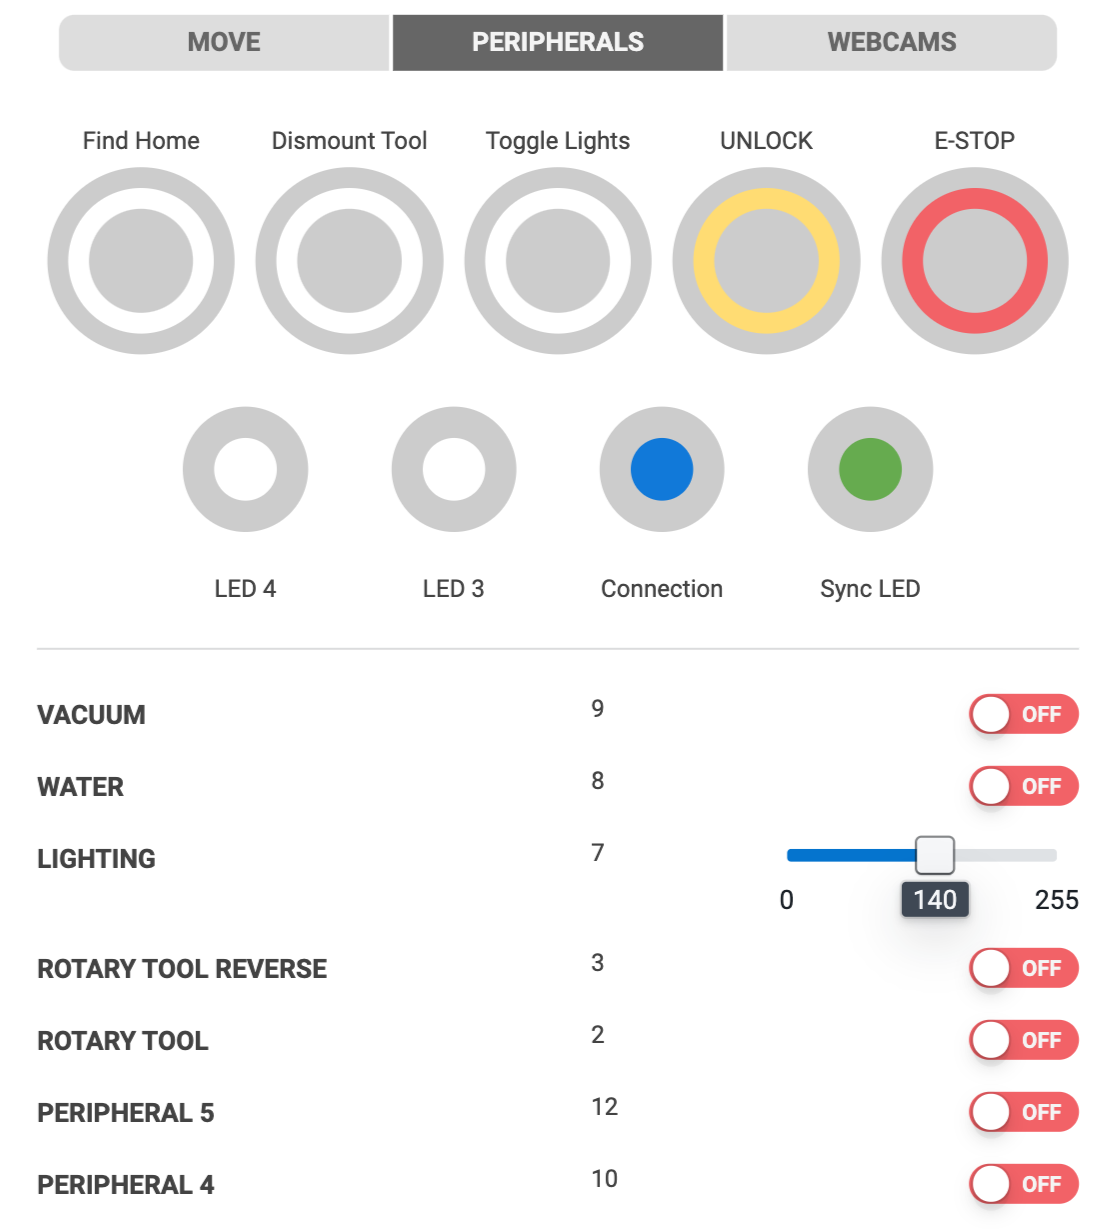 MOVE PERIPHERALS WEBCAMS
Find Home Dismount Tool Toggle Lights UNLOCK E-STOP
LED 4 LED 3 Connection Sync LED
VACUUM 9 OFF
WATER 8 OFF
LIGHTING 7
0 140 255
ROTARY TOOL REVERSE 3 OFF
ROTARY TOOL 2 OFF
PERIPHERAL 5 12 OFF
PERIPHERAL 4 10 OFF